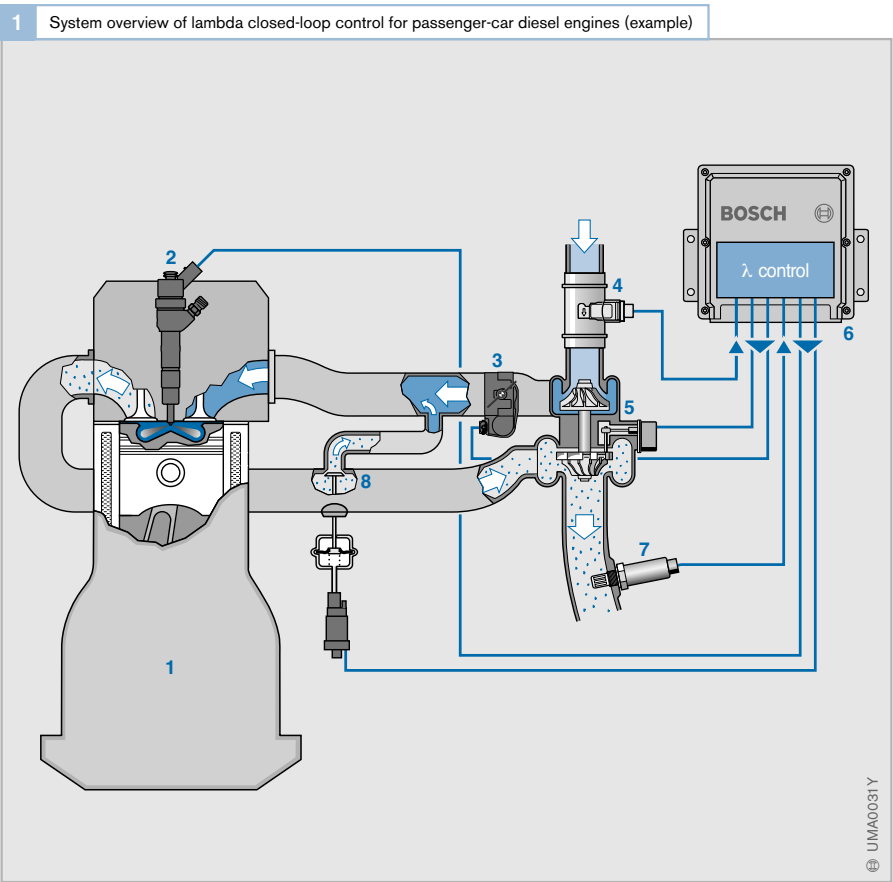 1 System overview of lambda closed-loop control for passenger-car diesel engines (example)
BOSCH
λ control
2
4
6
3
5
8
7
1
UMA0031Y